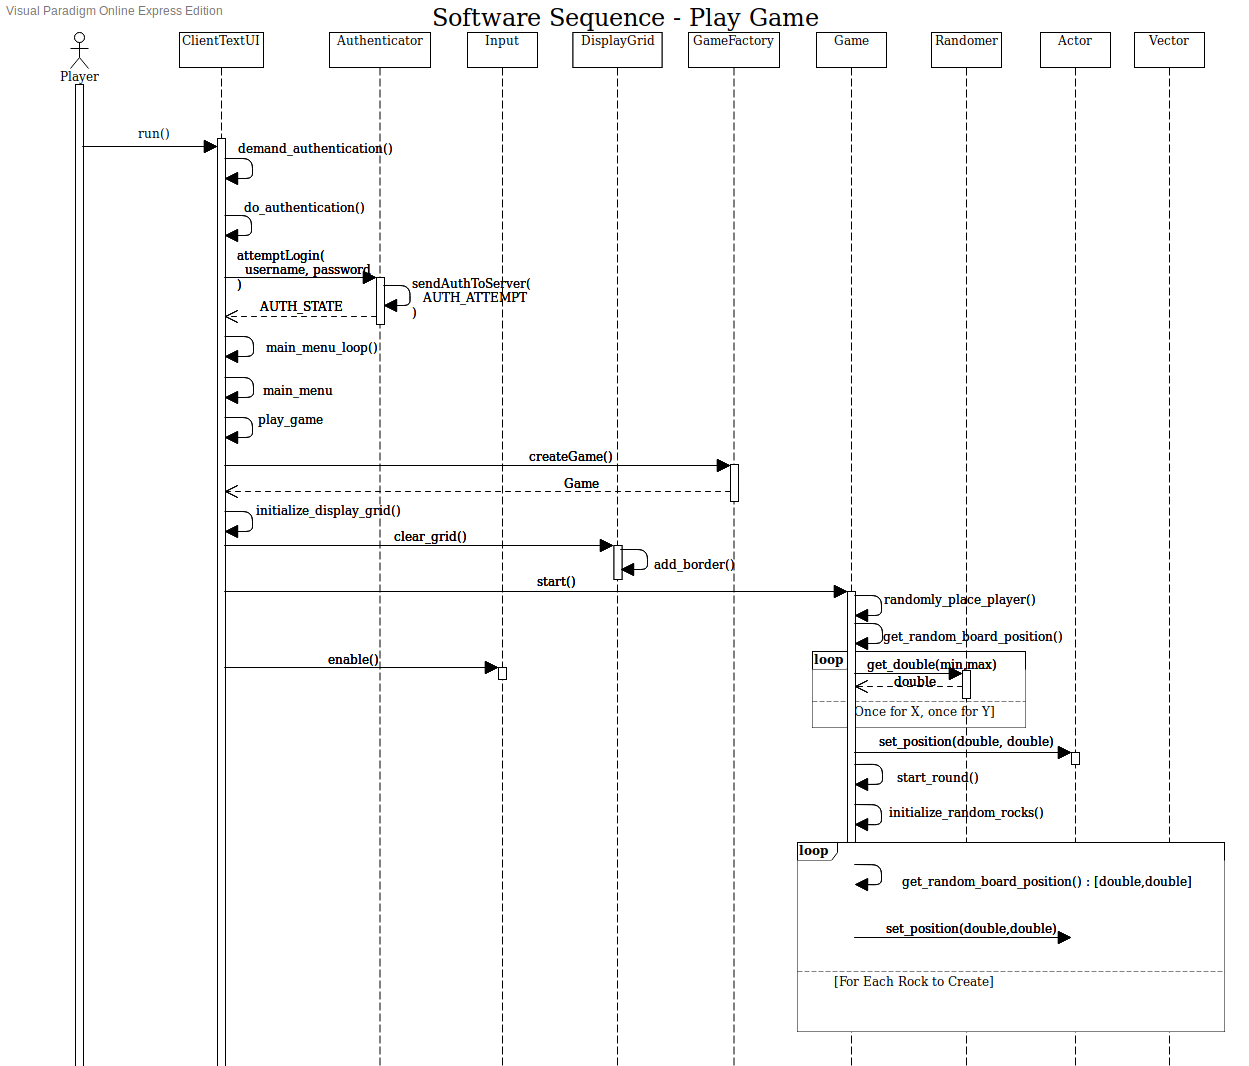 Visual Paradigm Online Express Edition
Software Sequence - Play Game
Player
ClientTextUI
Authenticator
Input
DisplayGrid
GameFactory
Game
Randomer
Actor
Vector
run()
demand_authentication()
do_authentication()
attemptLogin(
username, password
)
sendAuthToServer(
AUTH_ATTEMPT
)
AUTH_STATE
main_menu_loop()
main_menu
play_game
createGame()
Game
initialize_display_grid()
clear_grid()
add_border()
start()
randomly_place_player()
get_random_board_position()
enable()
loop
get_double(min,max)
double
Once for X, once for Y]
set_position(double, double)
start_round()
initialize_random_rocks()
loop
get_random_board_position() : [double,double]
set_position(double,double)
[For Each Rock to Create]